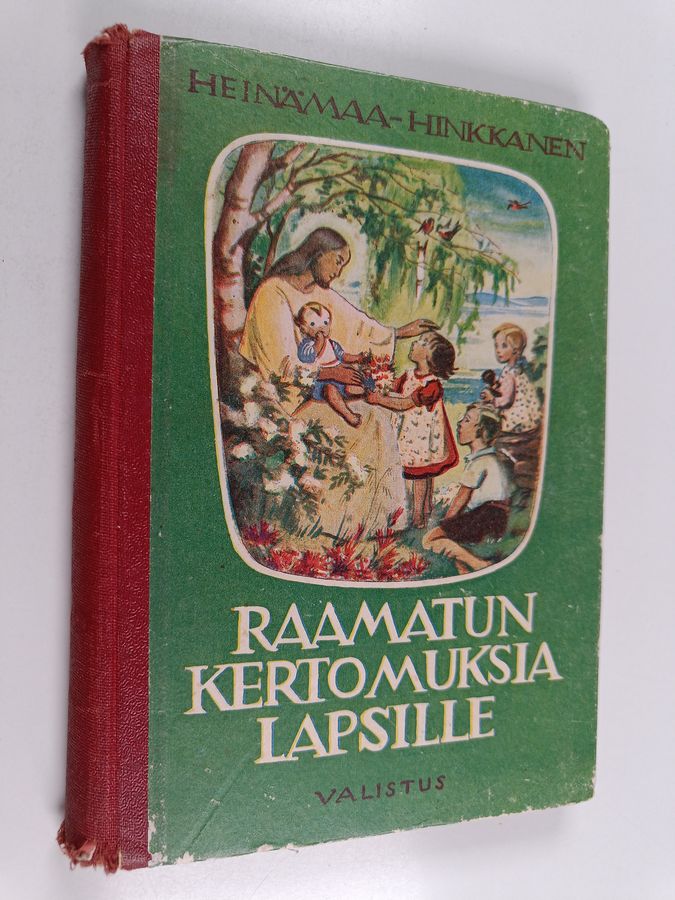 HEINÄMAA-HINKKANEN
RAAMATUN
KERTOMUKSIA
LAPSILLE
VALISTUS